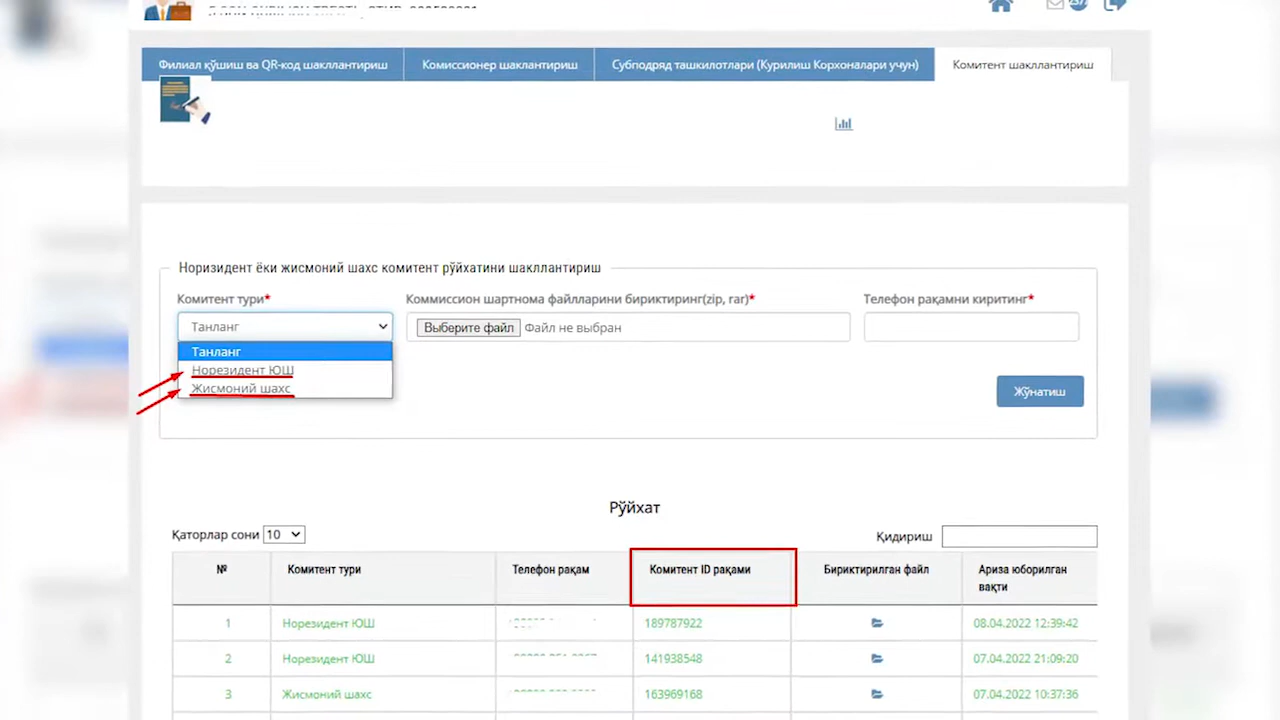 Филиал қўшиш ва QR-код шакллантириш
Комиссионер шаклантириш
Субподряд ташкилотлари (Курилиш Корхоналари учун)
Комитент шакллантириш
Норизидент ёки жисмоний шахс комитент рўйхатини шакллантириш
Комитент тури*
Коммиссион шартнома файлларини бириктиринг(zip, rar)*
Телефон рақамни киритинг*
Танланг
Выберите файл Файл не выбран
Танланг
Норезидент ЮШ
Жисмоний шахс
Жўнатиш
Рўйхат
Қаторлар сони 10
Қидириш
№ Комитент тури Телефон рақам Комитент ID рақами Бириктирилган файл Ариза юборилган
вақти
1 Норезидент ЮШ 189787922 08.04.2022 12:39:42
2 Норезидент ЮШ 141938548 07.04.2022 21:09:20
3 Жисмоний шахс 163969168 07.04.2022 10:37:36